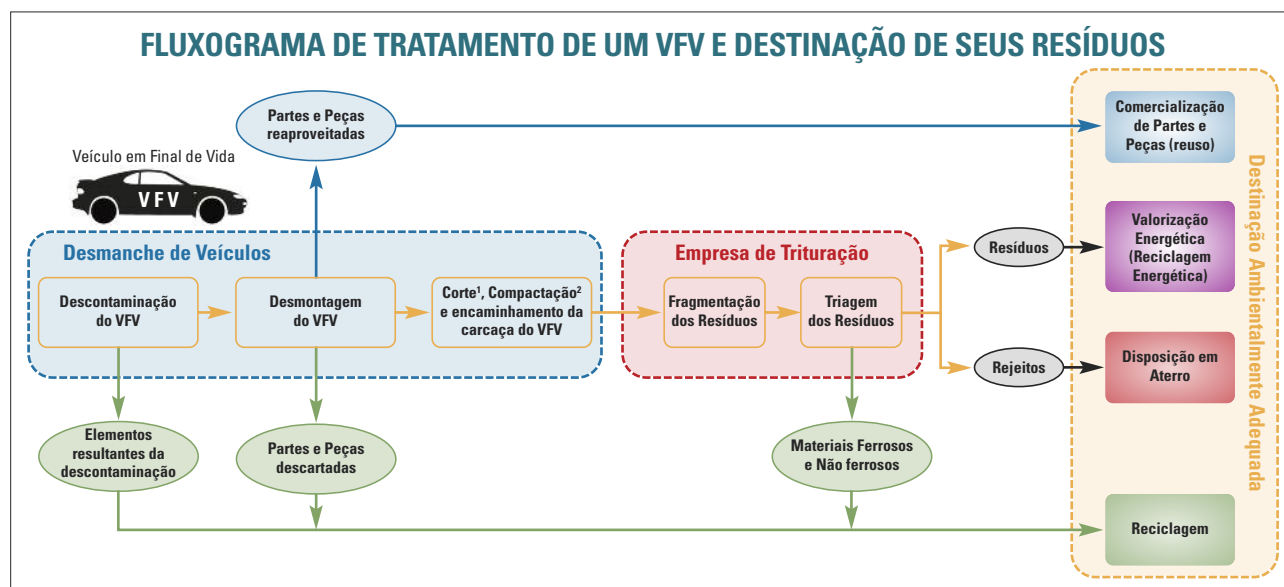 FLUXOGRAMA DE TRATAMENTO DE UM VFV E DESTINAÇÃO DE SEUS RESÍDUOS
Partes e Peças
reaproveitadas
Comercialização
de Partes e
Peças (reuso)
Veículo em Final de Vida
VFV
Desmanche de Veículos
Descontaminação
do VFV
Desmontagem
do VFV
Corte¹, Compactação²
e encaminhamento da
carcaça do VFV
Empresa de Trituração
Fragmentação
dos Resíduos
Triagem
dos Resíduos
Resíduos
Valorização
Energética
(Reciclagem
Energética)
Rejeitos
Disposição em
Aterro
Elementos
resultantes da
descontaminação
Partes e Peças
descartadas
Materiais Ferrosos
e Não ferrosos
Reciclagem
Destinação Ambientalmente Adequada